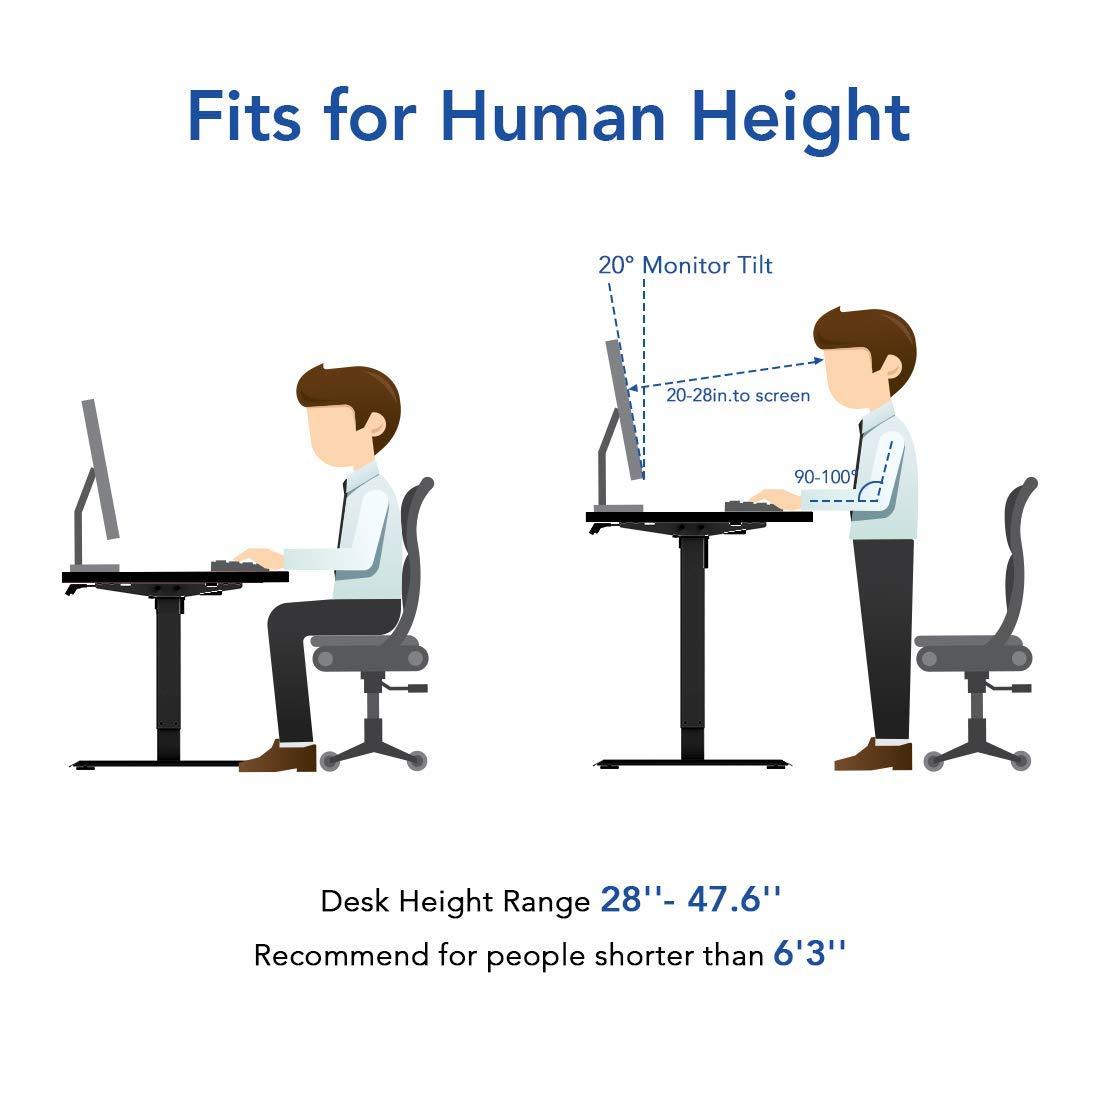 Fits for Human Height
20° Monitor Tilt
20-28in.to screen
90-100°
Desk Height Range 28''- 47.6''
Recommend for people shorter than 6'3''